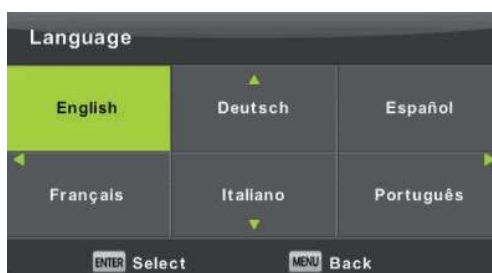 Language
English Deutsch Español
Français Italiano Português
ENTER Select MENU Back